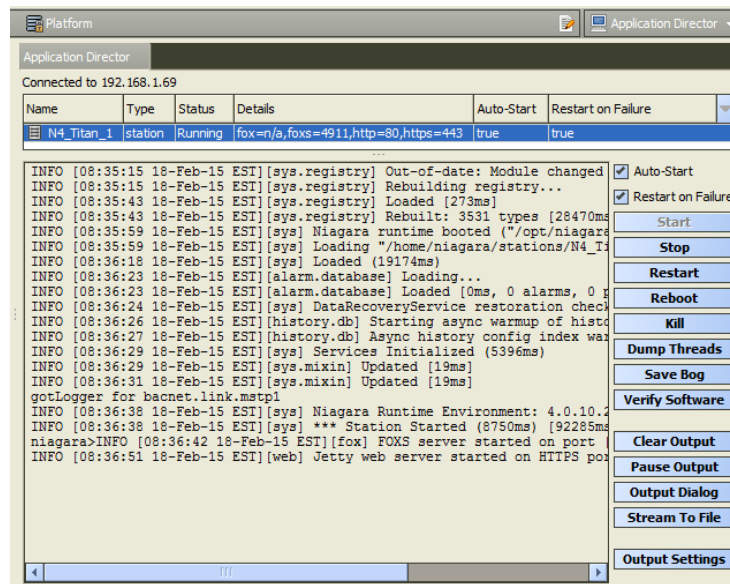 Platform
Application Director
Application Director
Connected to 192.168.1.69
Name Type Status Details Auto-Start Restart on Failure
N4_Titan_1 station Running fox=n/a,foxs=4911,http=80,https=443 true true
INFO [08:35:15 18-Feb-15 EST][sys.registry] Out-of-date: Module changed
INFO [08:35:15 18-Feb-15 EST][sys.registry] Rebuilding registry...
INFO [08:35:43 18-Feb-15 EST][sys.registry] Loaded [273ms]
INFO [08:35:43 18-Feb-15 EST][sys.registry] Rebuilt: 3531 types [28470ms
INFO [08:35:59 18-Feb-15 EST][sys] Niagara runtime booted ("/opt/niagara
INFO [08:35:59 18-Feb-15 EST][sys] Loading "/home/niagara/stations/N4_Ti
INFO [08:36:18 18-Feb-15 EST][sys] Loaded (19174ms)
INFO [08:36:23 18-Feb-15 EST][alarm.database] Loading...
INFO [08:36:23 18-Feb-15 EST][alarm.database] Loaded [0ms, 0 alarms, 0 p
INFO [08:36:24 18-Feb-15 EST][sys] DataRecoveryService restoration check
INFO [08:36:26 18-Feb-15 EST][history.db] Starting async warmup of histo
INFO [08:36:27 18-Feb-15 EST][history.db] Async history config index war
INFO [08:36:29 18-Feb-15 EST][sys] Services Initialized (5396ms)
INFO [08:36:29 18-Feb-15 EST][sys.mixin] Updated [19ms]
INFO [08:36:31 18-Feb-15 EST][sys.mixin] Updated [19ms]
gotLogger for bacnet.link.mstp1
INFO [08:36:38 18-Feb-15 EST][sys] Niagara Runtime Environment: 4.0.10.2
INFO [08:36:38 18-Feb-15 EST][sys] *** Station Started (8750ms) [92285ms
niagara>INFO [08:36:42 18-Feb-15 EST][fox] FOXS server started on port [
INFO [08:36:51 18-Feb-15 EST][web] Jetty web server started on HTTPS por
Auto-Start
Restart on Failure
Start
Stop
Restart
Reboot
Kill
Dump Threads
Save Bog
Verify Software
Clear Output
Pause Output
Output Dialog
Stream To File
Output Settings